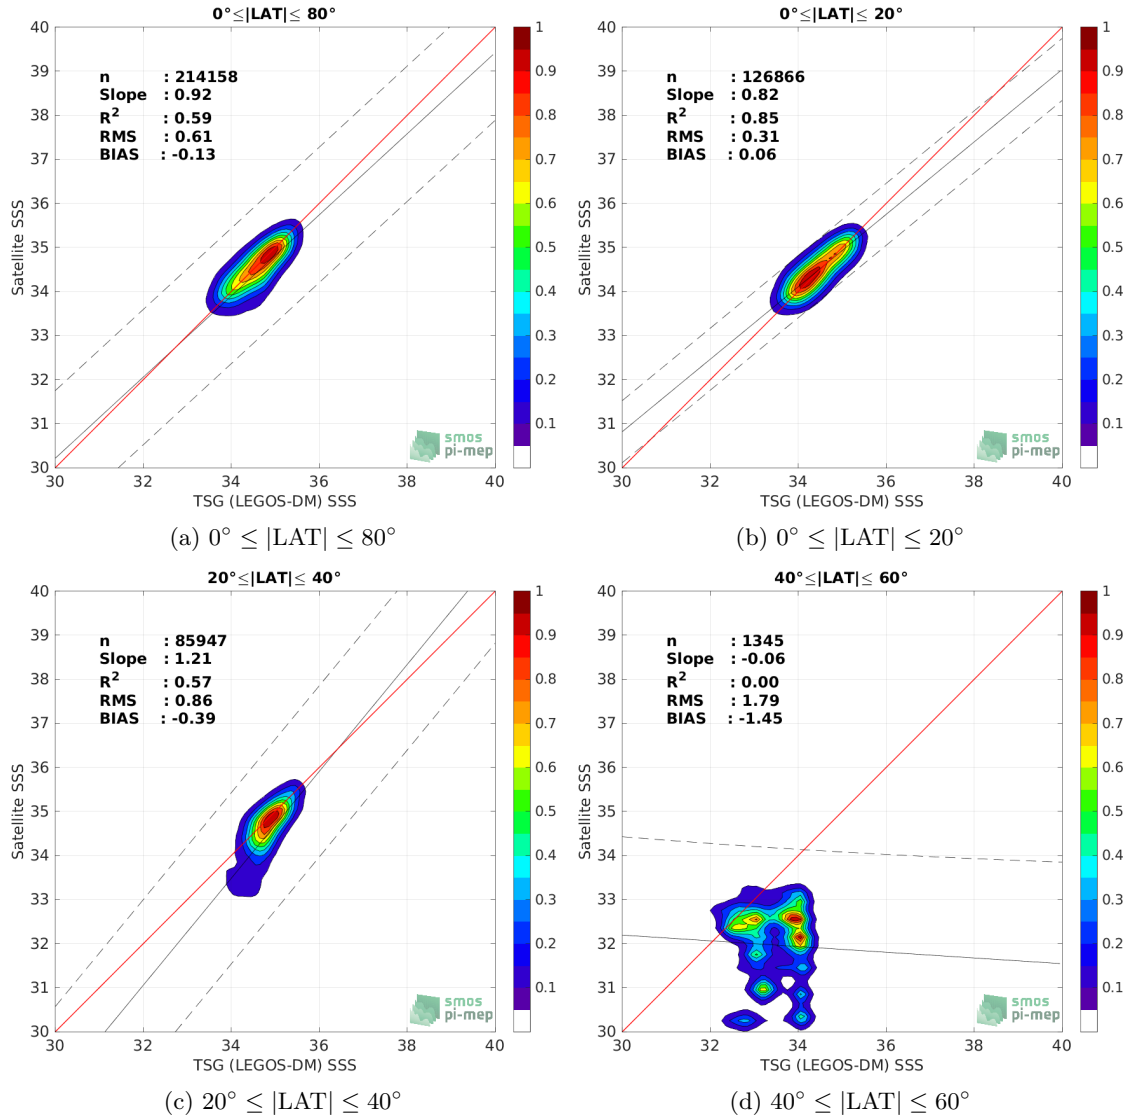 0°≤|LAT|≤ 80°
n : 214158
Slope : 0.92
R² : 0.59
RMS : 0.61
BIAS : -0.13
Satellite SSS
40
39
38
37
36
35
34
33
32
31
30
30 32 34 36 38 40
TSG (LEGOS-DM) SSS
1
0.9
0.8
0.7
0.6
0.5
0.4
0.3
0.2
0.1
smos
pi-mep
(a) 0° ≤ |LAT| ≤ 80°
0°≤|LAT|≤ 20°
n : 126866
Slope : 0.82
R² : 0.85
RMS : 0.31
BIAS : 0.06
Satellite SSS
40
39
38
37
36
35
34
33
32
31
30
30 32 34 36 38 40
TSG (LEGOS-DM) SSS
1
0.9
0.8
0.7
0.6
0.5
0.4
0.3
0.2
0.1
smos
pi-mep
(b) 0° ≤ |LAT| ≤ 20°
20°≤|LAT|≤ 40°
n : 85947
Slope : 1.21
R² : 0.57
RMS : 0.86
BIAS : -0.39
Satellite SSS
40
39
38
37
36
35
34
33
32
31
30
30 32 34 36 38 40
TSG (LEGOS-DM) SSS
1
0.9
0.8
0.7
0.6
0.5
0.4
0.3
0.2
0.1
smos
pi-mep
(c) 20° ≤ |LAT| ≤ 40°
40°≤|LAT|≤ 60°
n : 1345
Slope : -0.06
R² : 0.00
RMS : 1.79
BIAS : -1.45
Satellite SSS
40
39
38
37
36
35
34
33
32
31
30
30 32 34 36 38 40
TSG (LEGOS-DM) SSS
1
0.9
0.8
0.7
0.6
0.5
0.4
0.3
0.2
0.1
smos
pi-mep
(d) 40° ≤ |LAT| ≤ 60°